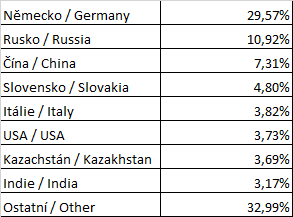 Německo / Germany 29,57%
Rusko / Russia 10,92%
Čína / China 7,31%
Slovensko / Slovakia 4,80%
Itálie / Italy 3,82%
USA / USA 3,73%
Kazachstán / Kazakhstan 3,69%
Indie / India 3,17%
Ostatní / Other 32,99%